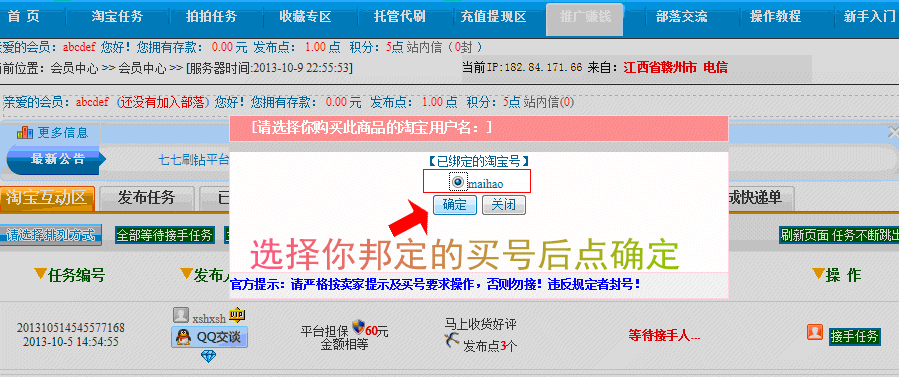 首 页 淘宝任务 拍拍任务 收藏专区 托管代刷 充值提现区 推广赚钱 部落交流 操作教程 新手入门
亲爱的会员：abcdef 您好！您拥有存款： 0.00 元 发布点： 1.00 点 积分：5点 站内信（0封 ）
当前位置：会员中心 >> 会员中心 >> [服务器时间:2013-10-9 22:55:53] 当前IP:182.84.171.66 来自：江西省赣州市 电信
亲爱的会员：abcdef (还没有加入部落) 您好！您拥有存款： 0.00 元 发布点： 1.00 点 积分：5点 站内信(0)
更多信息
[请选择你购买此商品的淘宝用户名：]
最新公告 七七刷钻平台
【已绑定的淘宝号】
maihao
淘宝互动区 发布任务 已 成快递单
确定 关闭
请选择排列方式 全部等待接手任务 刷新页面 任务不断跳出
选择你邦定的买号后点确定
▼任务编号 ▼发布人 ▼操 作
官方提示：请严格按卖家提示及买号要求操作，否则勿接！违反规定者封号！
xshxsh VIP
201310514545577168
2013-10-5 14:54:55
QQ交谈
平台担保 60元
金额相等
马上收货好评
发布点3个
等待接手人...
接手任务